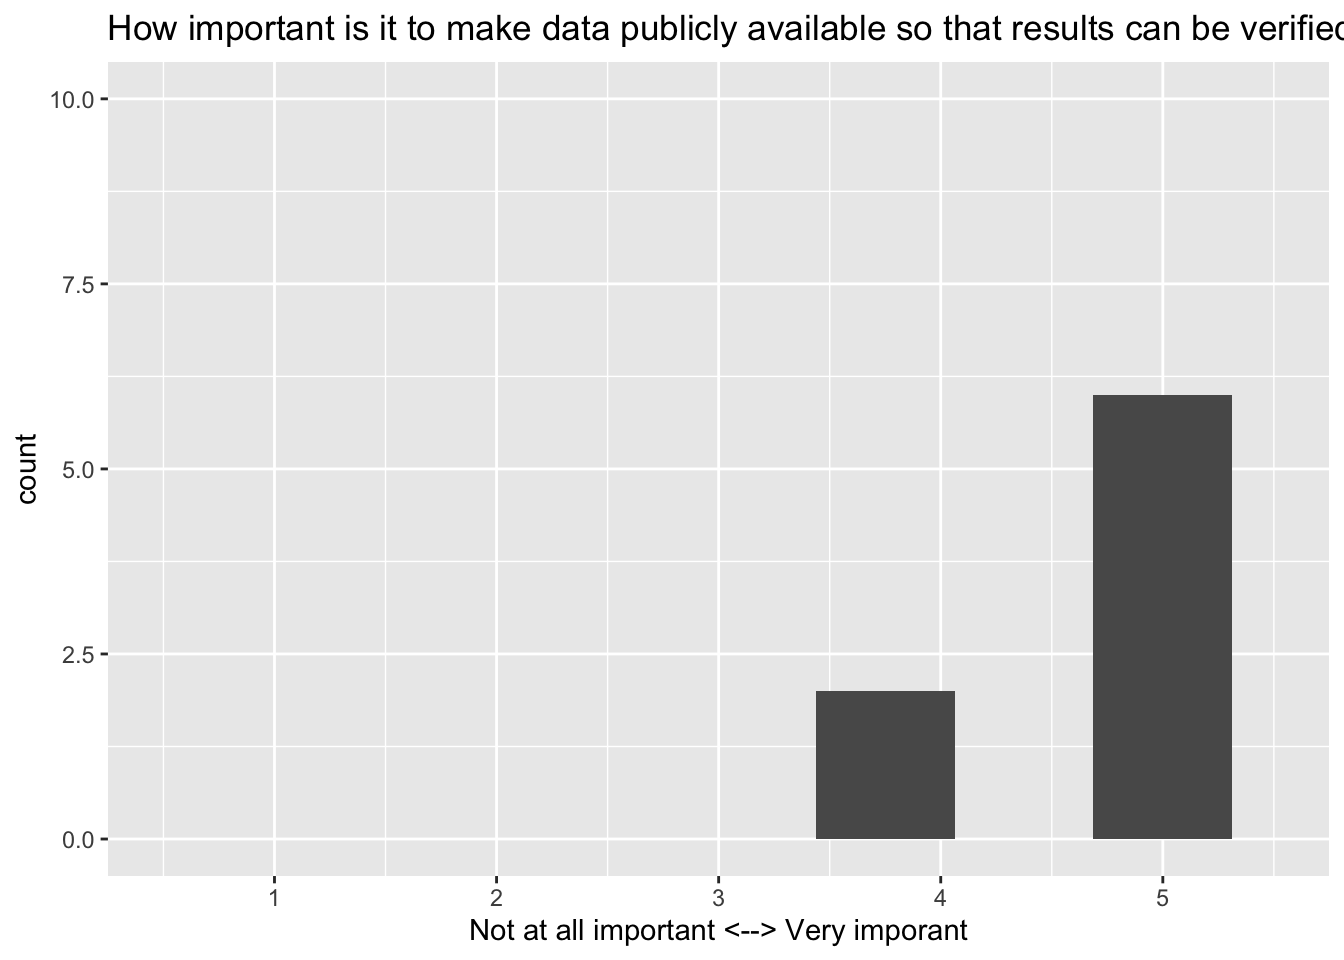 How important is it to make data publicly available so that results can be verified
10.0
7.5
5.0
2.5
0.0
count
1 2 3 4 5
Not at all important <--> Very imporant